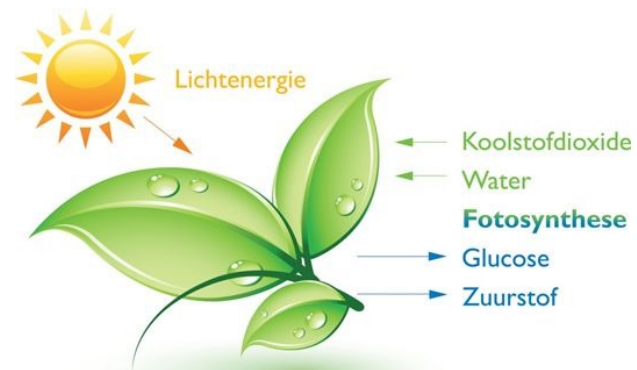 Lichtenergie
Koolstofdioxide
Water
Fotosynthese
Glucose
Zuurstof